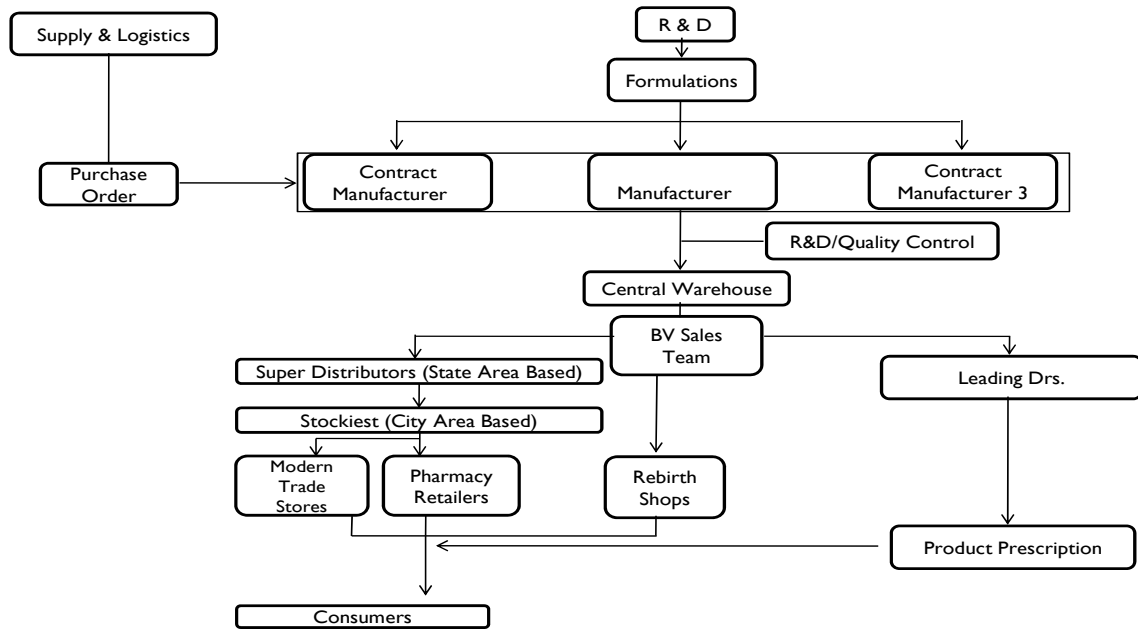 Supply & Logistics
R & D
Formulations
Purchase
Order
Contract
Manufacturer
Manufacturer
Contract
Manufacturer 3
R&D/Quality Control
Central Warehouse
BV Sales
Team
Super Distributors (State Area Based)
Leading Drs.
Stockiest (City Area Based)
Modern
Trade
Stores
Pharmacy
Retailers
Rebirth
Shops
Product Prescription
Consumers